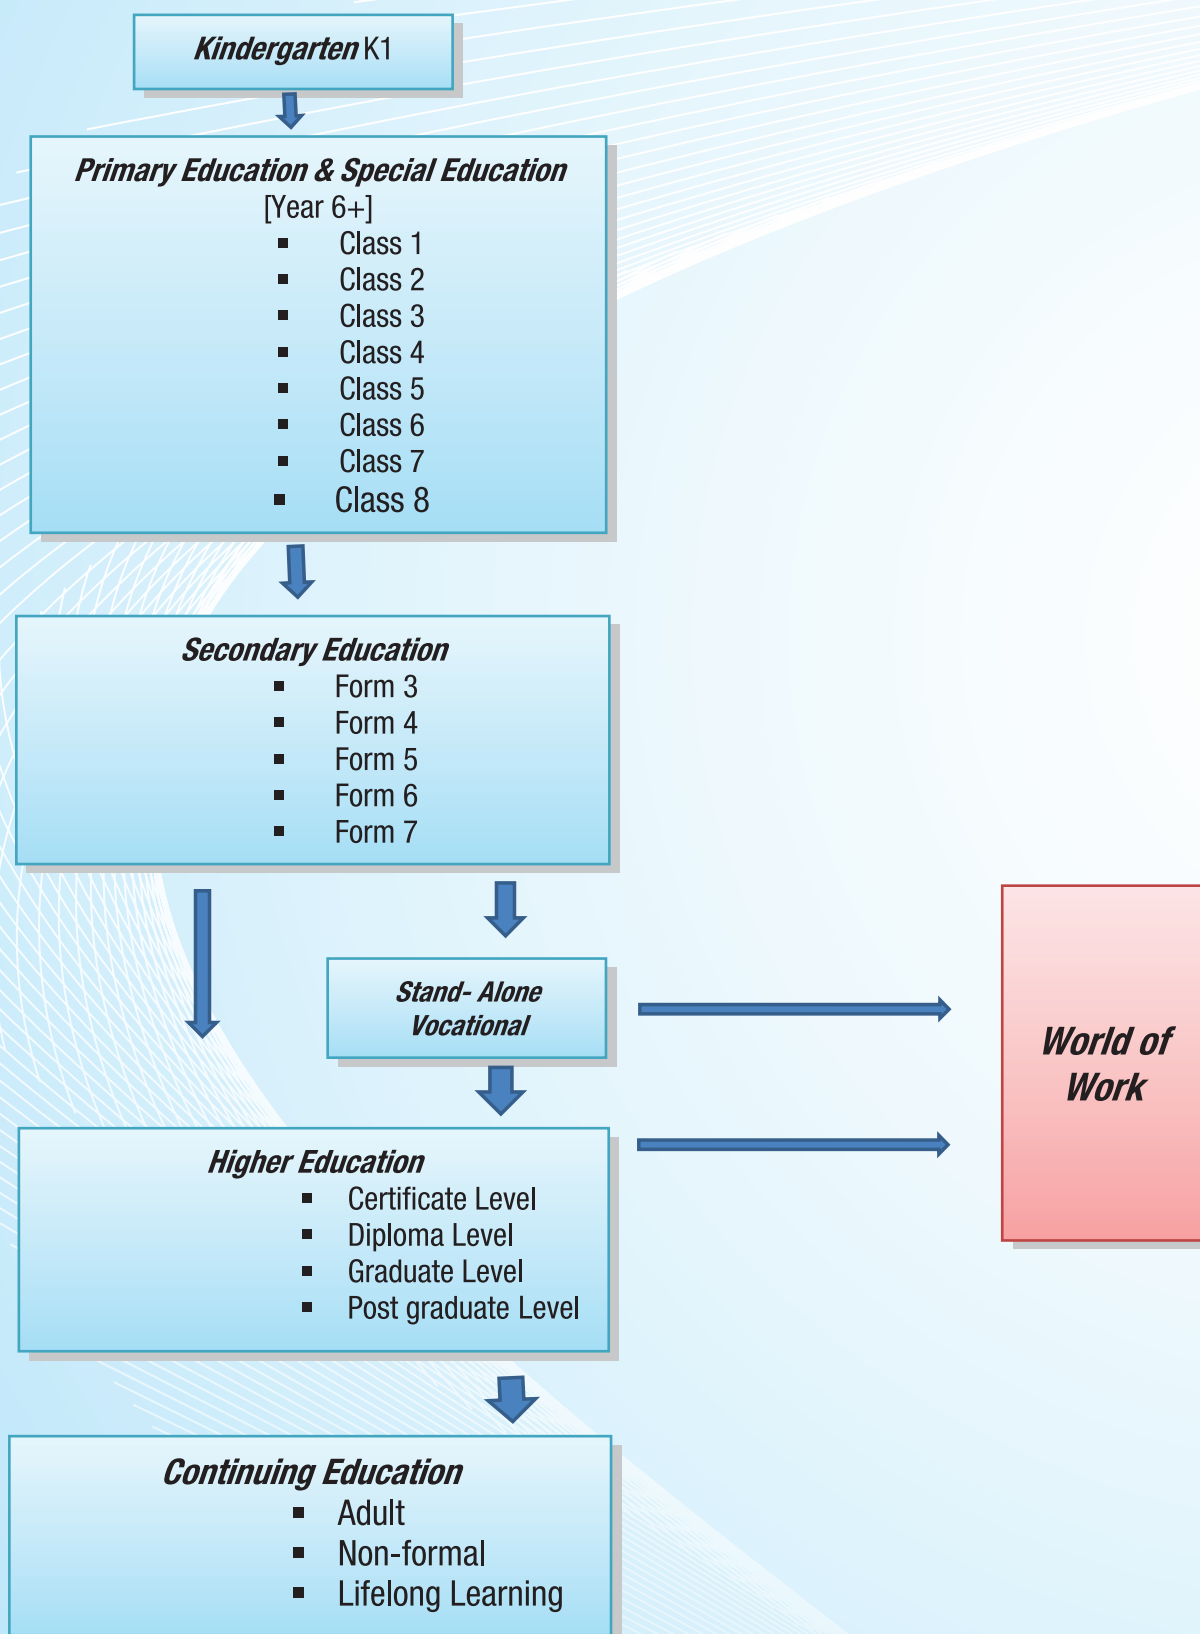 Kindergarten K1
Primary Education & Special Education
[Year 6+]
▪ Class 1
▪ Class 2
▪ Class 3
▪ Class 4
▪ Class 5
▪ Class 6
▪ Class 7
▪ Class 8
Secondary Education
▪ Form 3
▪ Form 4
▪ Form 5
▪ Form 6
▪ Form 7
Stand- Alone
Vocational
World of
Work
Higher Education
▪ Certificate Level
▪ Diploma Level
▪ Graduate Level
▪ Post graduate Level
Continuing Education
▪ Adult
▪ Non-formal
▪ Lifelong Learning